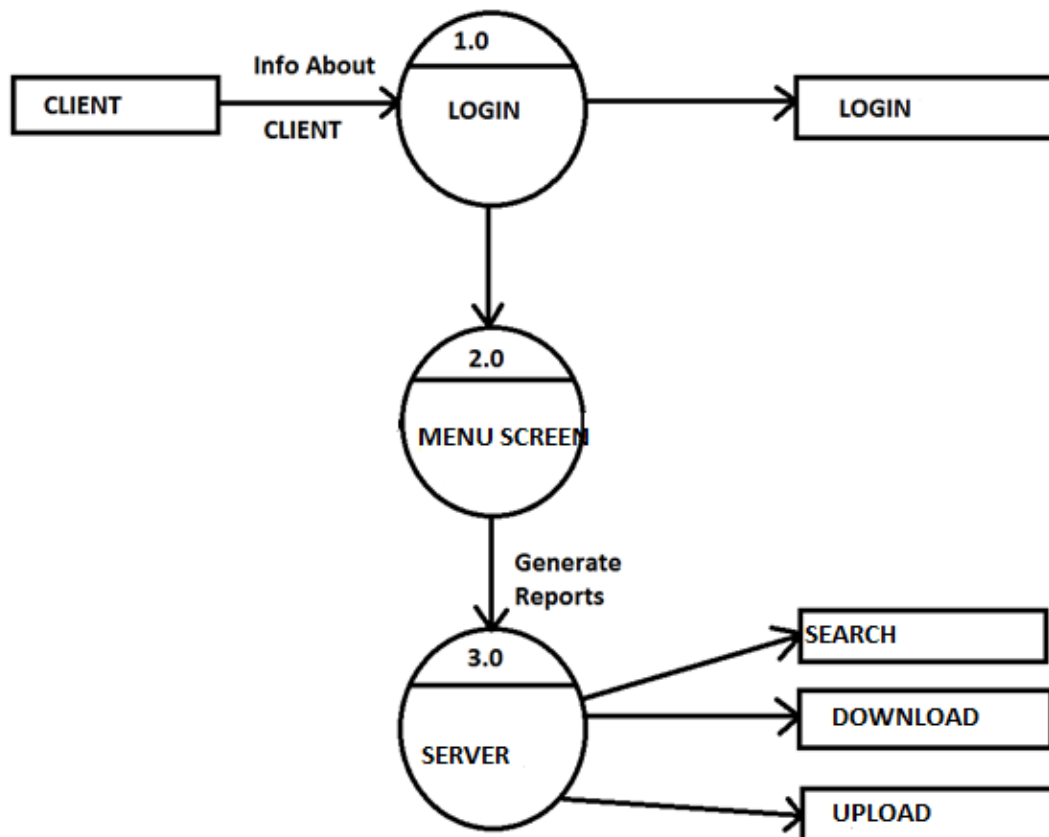 1.0
Info About
CLIENT
CLIENT
LOGIN
LOGIN
2.0
MENU SCREEN
Generate
Reports
3.0
SEARCH
DOWNLOAD
SERVER
UPLOAD